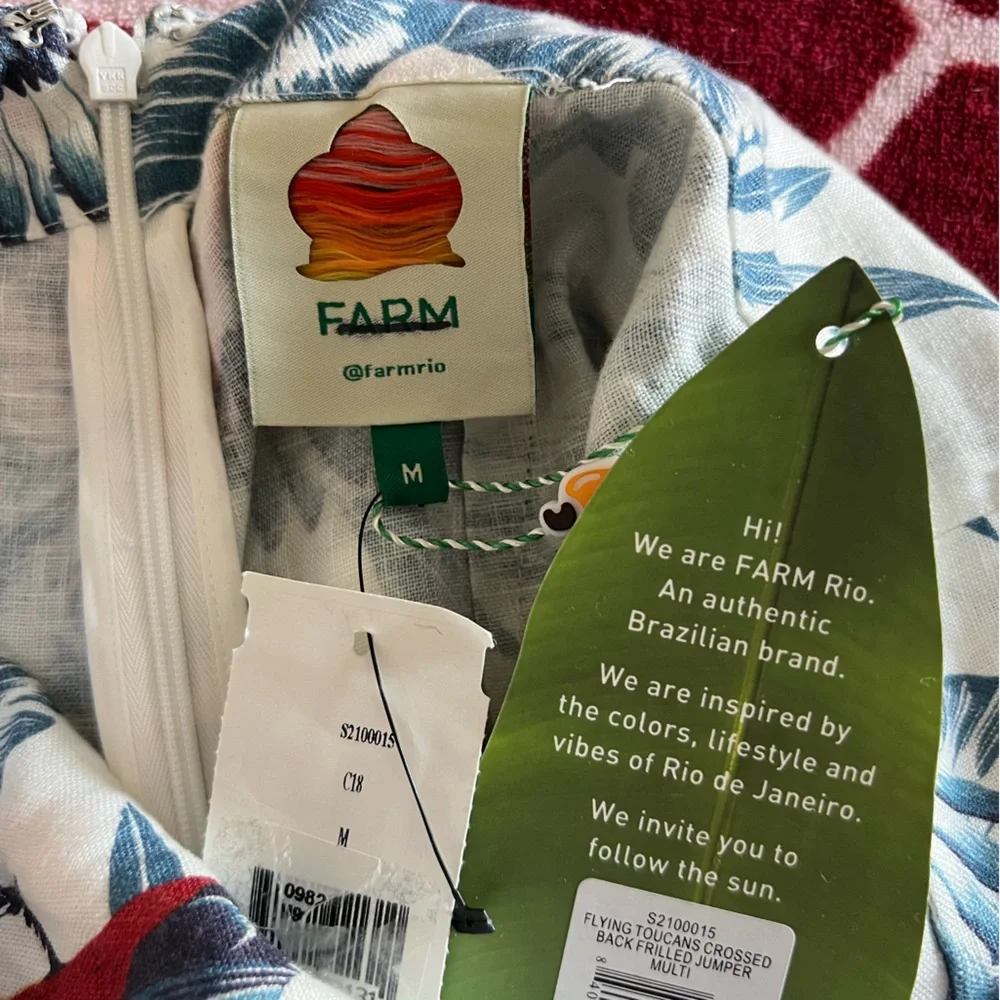 YKK
FARM
@farmrio
M
Hi!
We are FARM Rio.
An authentic
Brazilian brand.
We are inspired by
the colors, lifestyle and
vibes of Rio de Janeiro.
We invite you to
follow the sun.
S2100015
FLYING TOUCANS CROSSED
BACK FRILLED JUMPER
MULTI
S2100015
C18
M
0982